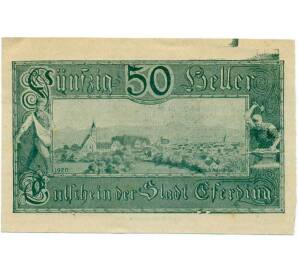 Fünfzig 50 Heller
1920
Gutschein der Stadt Eferding